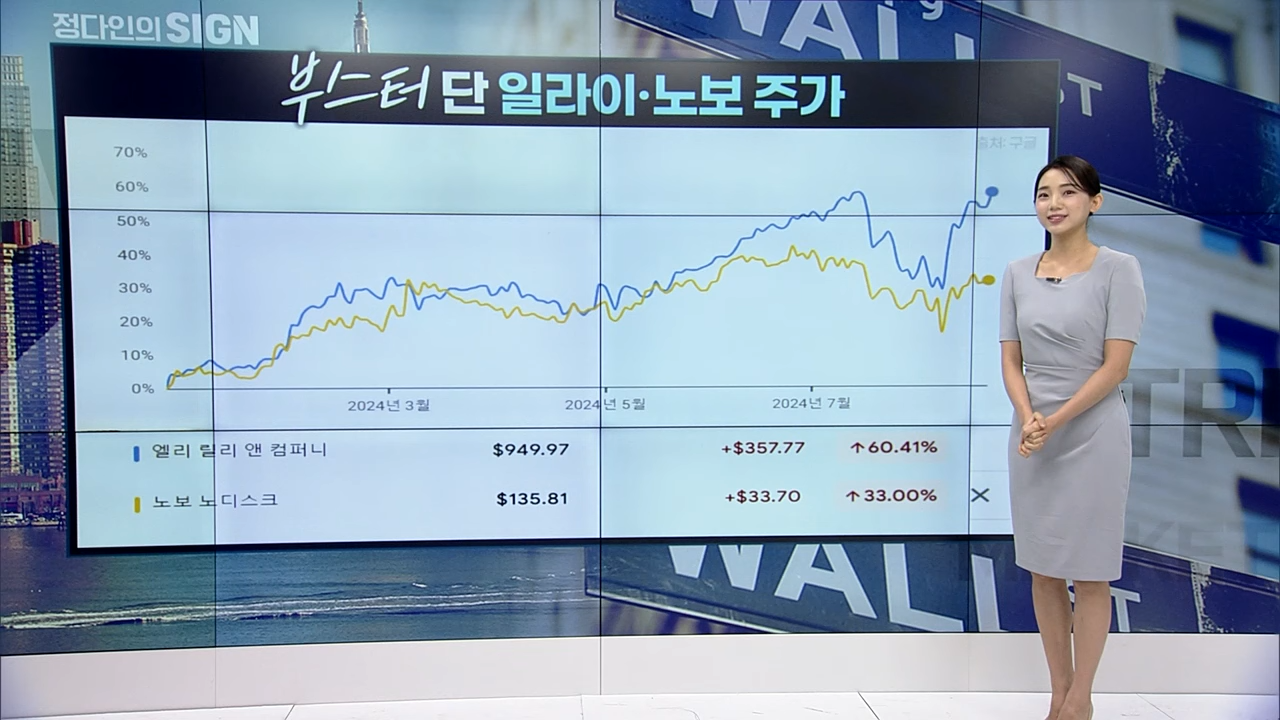 정다인의 SIGN
WALL
ST
부스터 단 일라이·노보 주가
출처: 구글
70%
60%
50%
40%
30%
20%
10%
0%
2024년 3월
2024년 5월
2024년 7월
엘리 릴리 앤 컴퍼니 $949.97 +$357.77 ↑60.41%
노보 노디스크 $135.81 +$33.70 ↑33.00% ×
WALL
ST